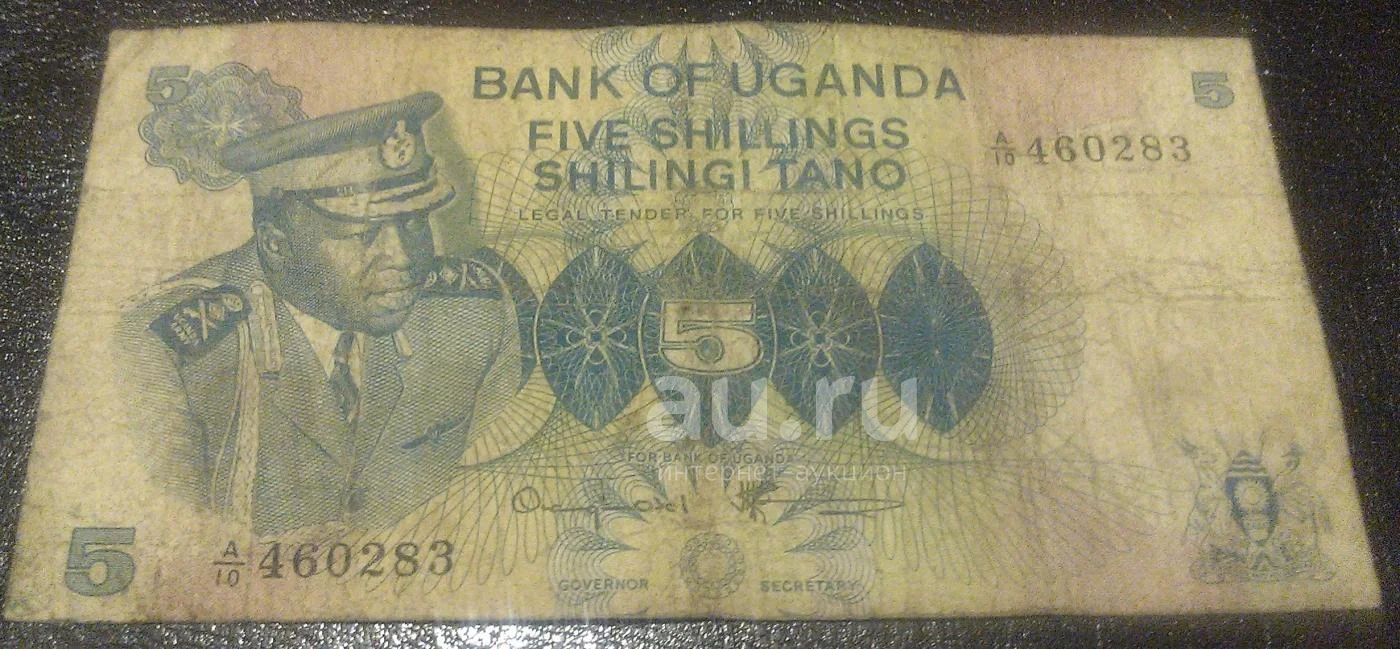 5
BANK OF UGANDA
5
FIVE SHILLINGS
A/10 460283
SHILINGI TANO
LEGAL TENDER FOR FIVE SHILLINGS
5
au.ru
FOR BANK OF UGANDA
интернет-аукцион
5
A/10 460283
GOVERNOR SECRETARY